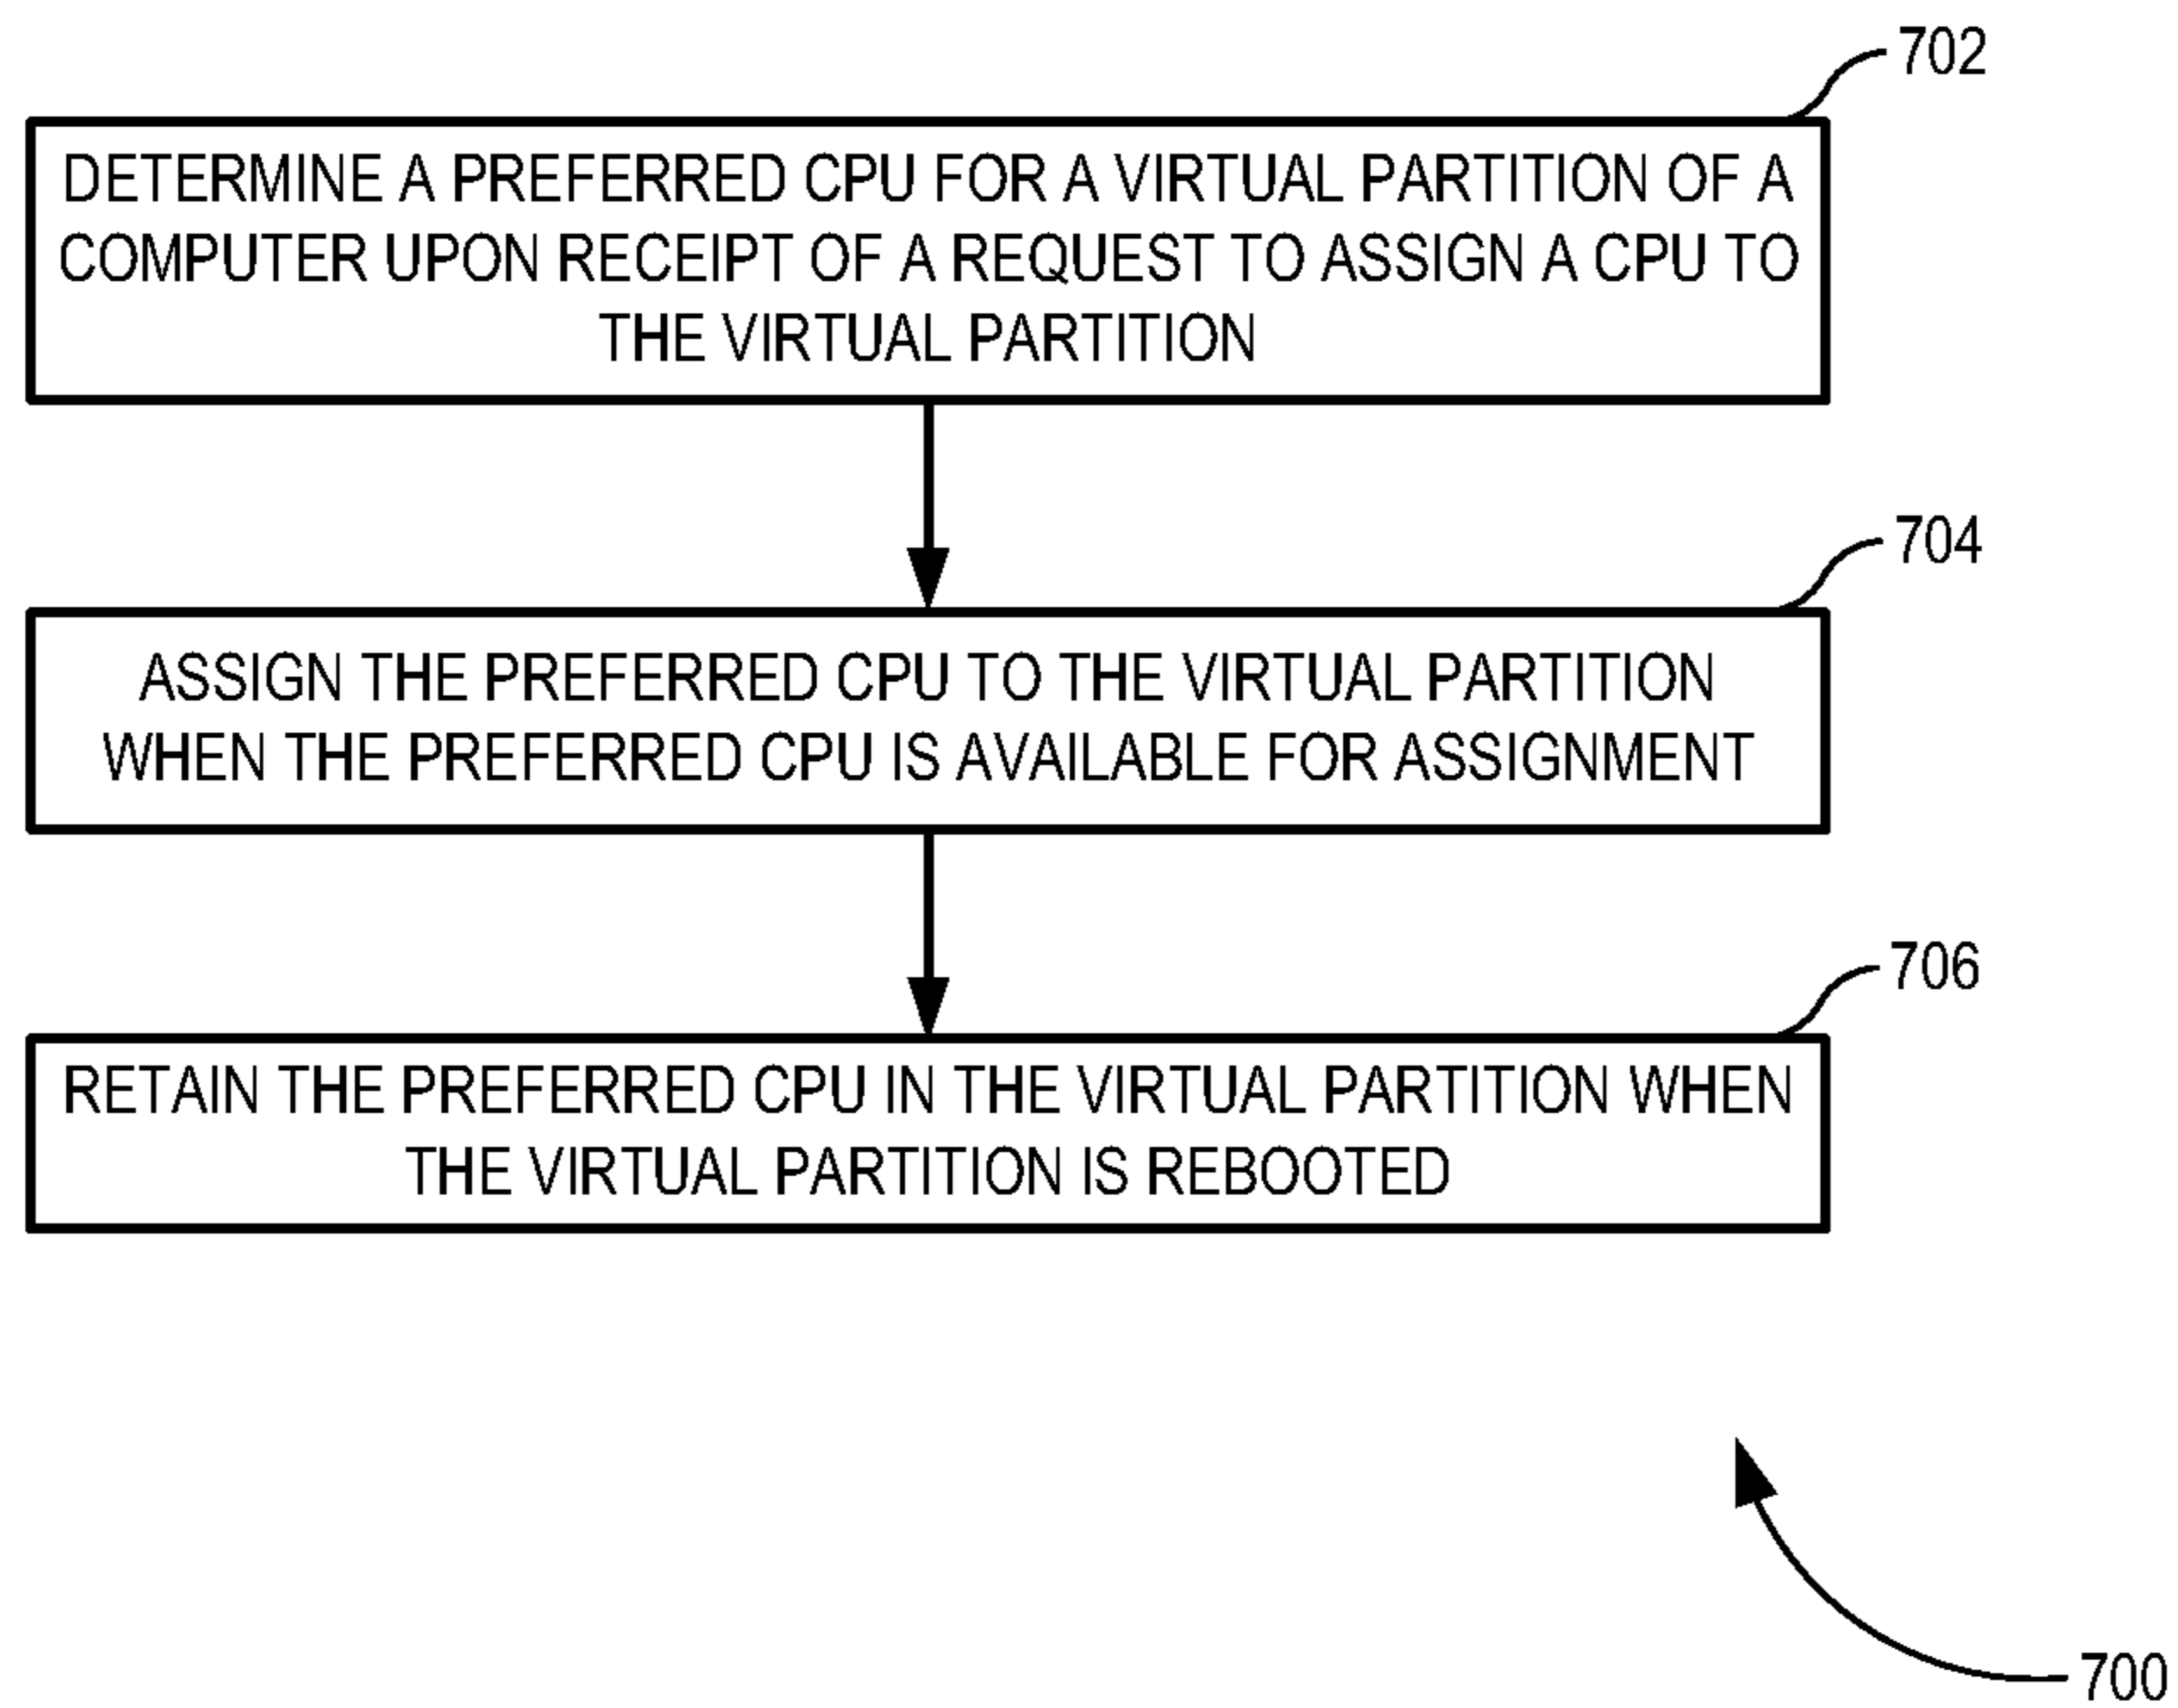 702
DETERMINE A PREFERRED CPU FOR A VIRTUAL PARTITION OF A
COMPUTER UPON RECEIPT OF A REQUEST TO ASSIGN A CPU TO
THE VIRTUAL PARTITION
704
ASSIGN THE PREFERRED CPU TO THE VIRTUAL PARTITION
WHEN THE PREFERRED CPU IS AVAILABLE FOR ASSIGNMENT
706
RETAIN THE PREFERRED CPU IN THE VIRTUAL PARTITION WHEN
THE VIRTUAL PARTITION IS REBOOTED
700